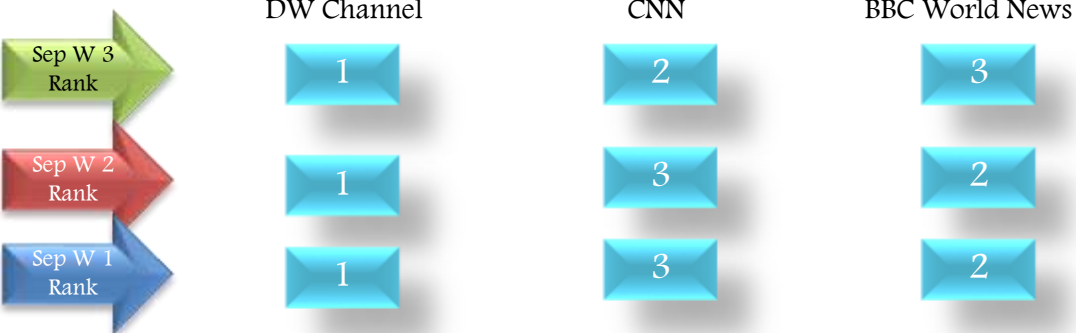 DW Channel CNN BBC World News
Sep W 3
Rank
1 2 3
Sep W 2
Rank
1 3 2
Sep W 1
Rank
1 3 2